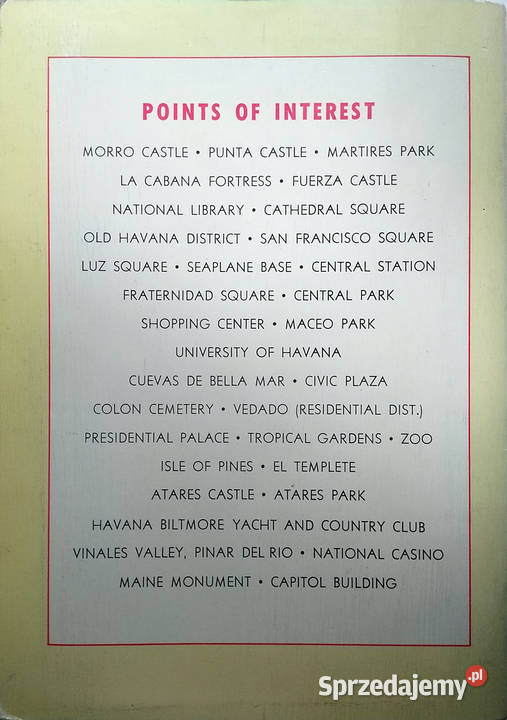 POINTS OF INTEREST
MORRO CASTLE • PUNTA CASTLE • MARTIRES PARK
LA CABANA FORTRESS • FUERZA CASTLE
NATIONAL LIBRARY • CATHEDRAL SQUARE
OLD HAVANA DISTRICT • SAN FRANCISCO SQUARE
LUZ SQUARE • SEAPLANE BASE • CENTRAL STATION
FRATERNIDAD SQUARE • CENTRAL PARK
SHOPPING CENTER • MACEO PARK
UNIVERSITY OF HAVANA
CUEVAS DE BELLA MAR • CIVIC PLAZA
COLON CEMETERY • VEDADO (RESIDENTIAL DIST.)
PRESIDENTIAL PALACE • TROPICAL GARDENS • ZOO
ISLE OF PINES • EL TEMPLETE
ATARES CASTLE • ATARES PARK
HAVANA BILTMORE YACHT AND COUNTRY CLUB
VINALES VALLEY, PINAR DEL RIO • NATIONAL CASINO
MAINE MONUMENT • CAPITOL BUILDING
Sprzedajemy.pl